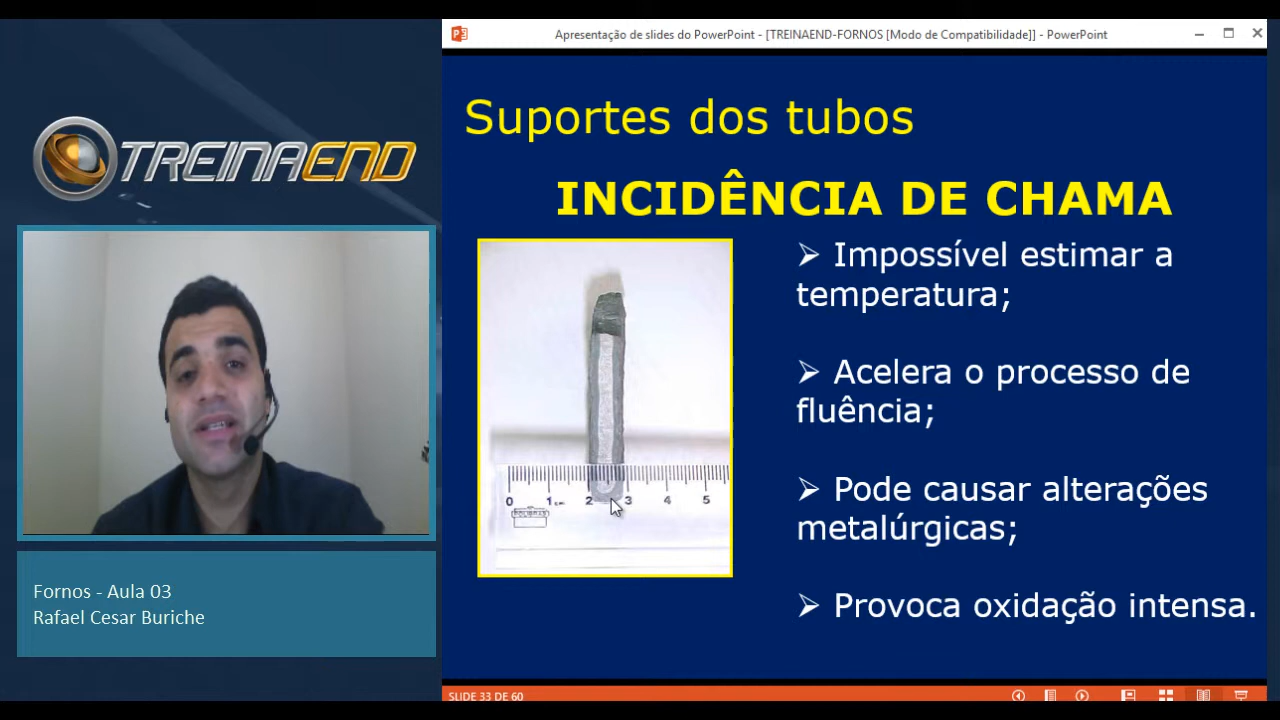 Apresentação de slides do PowerPoint - [TREINAEND-FORNOS [Modo de Compatibilidade]] - PowerPoint
TREINAEND
Suportes dos tubos
INCIDÊNCIA DE CHAMA
➢ Impossível estimar a
temperatura;
➢ Acelera o processo de
fluência;
➢ Pode causar alterações
metalúrgicas;
➢ Provoca oxidação intensa.
0 1 cm 2 3 4 5
Fornos - Aula 03
Rafael Cesar Buriche
SLIDE 33 DE 60